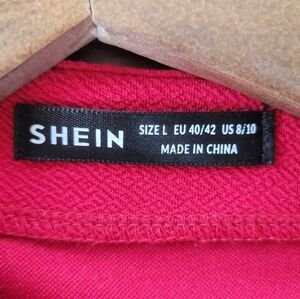 SHEIN
SIZE L EU 40/42 US 8/10
MADE IN CHINA